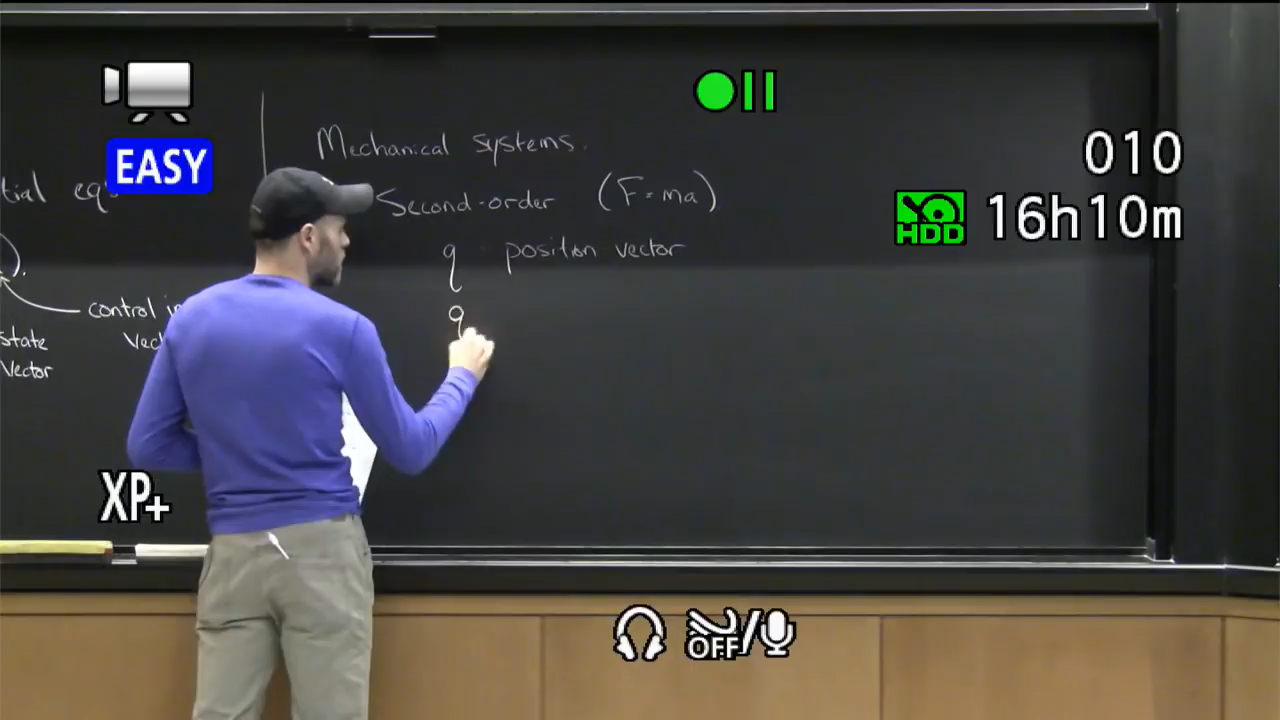 EASY
010
HDD 16h10m
tial eq's
control in
state
vector
Vec
Mechanical systems.
Second-order (F=ma)
q position vector
q
XP+
OFF/